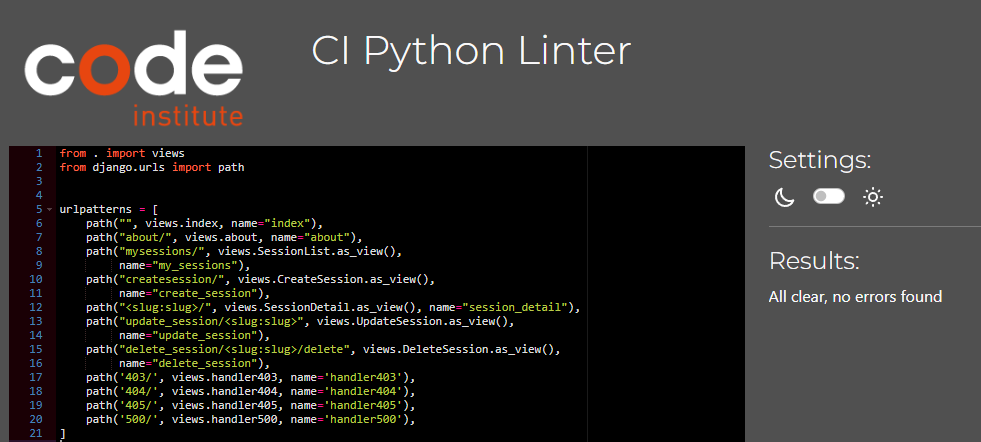 code
institute
CI Python Linter
1 from . import views
2 from django.urls import path
3
4
5 urlpatterns = [
6     path("", views.index, name="index"),
7     path("about/", views.about, name="about"),
8     path("mysessions/", views.SessionList.as_view(),
9          name="my_sessions"),
10     path("createsession/", views.CreateSession.as_view(),
11          name="create_session"),
12     path("<slug:slug>/", views.SessionDetail.as_view(), name="session_detail"),
13     path("update_session/<slug:slug>", views.UpdateSession.as_view(),
14          name="update_session"),
15     path("delete_session/<slug:slug>/delete", views.DeleteSession.as_view(),
16          name="delete_session"),
17     path('403/', views.handler403, name='handler403'),
18     path('404/', views.handler404, name='handler404'),
19     path('405/', views.handler405, name='handler405'),
20     path('500/', views.handler500, name='handler500'),
21 ]
Settings:
Results:
All clear, no errors found